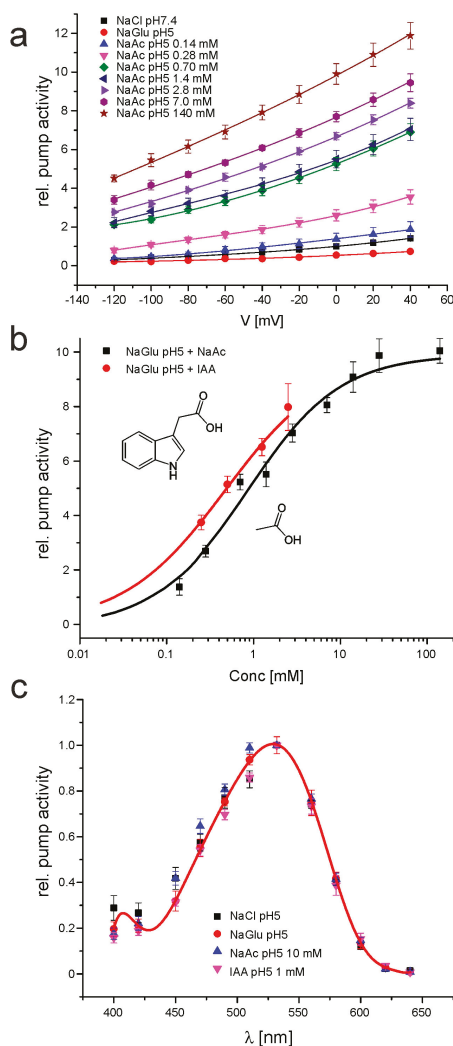 a
NaCl pH7.4
NaGlu pH5
NaAc pH5 0.14 mM
NaAc pH5 0.28 mM
NaAc pH5 0.70 mM
NaAc pH5 1.4 mM
NaAc pH5 2.8 mM
NaAc pH5 7.0 mM
NaAc pH5 140 mM
rel. pump activity
12
10
8
6
4
2
0
-140 -120 -100 -80 -60 -40 -20 0 20 40 60
V [mV]
b
NaGlu pH5 + NaAc
NaGlu pH5 + IAA
O
OH
N
H
O
OH
rel. pump activity
10
8
6
4
2
0
0.01 0.1 1 10 100
Conc [mM]
c
rel. pump activity
1.2
1.0
0.8
0.6
0.4
0.2
0.0
NaCl pH5
NaGlu pH5
NaAc pH5 10 mM
IAA pH5 1 mM
400 450 500 550 600 650
λ [nm]